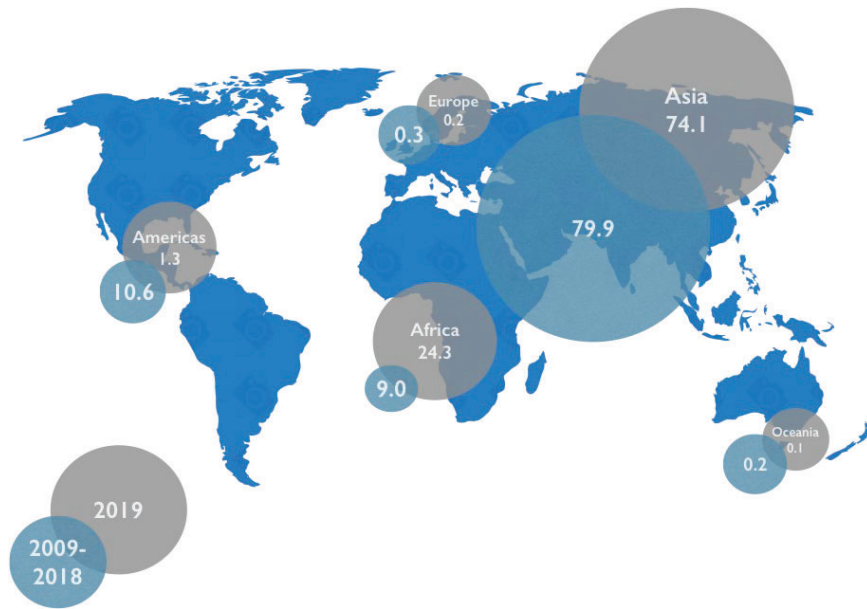 Europe
0.2
0.3
Asia
74.1
79.9
Americas
1.3
10.6
Africa
24.3
9.0
Oceania
0.1
0.2
2019
2009-
2018